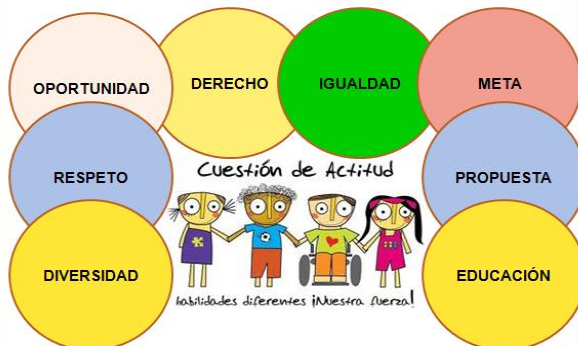 OPORTUNIDAD
DERECHO
IGUALDAD
META
RESPETO
PROPUESTA
DIVERSIDAD
EDUCACIÓN
Cuestión de Actitud
habilidades diferentes ¡Nuestra fuerza!